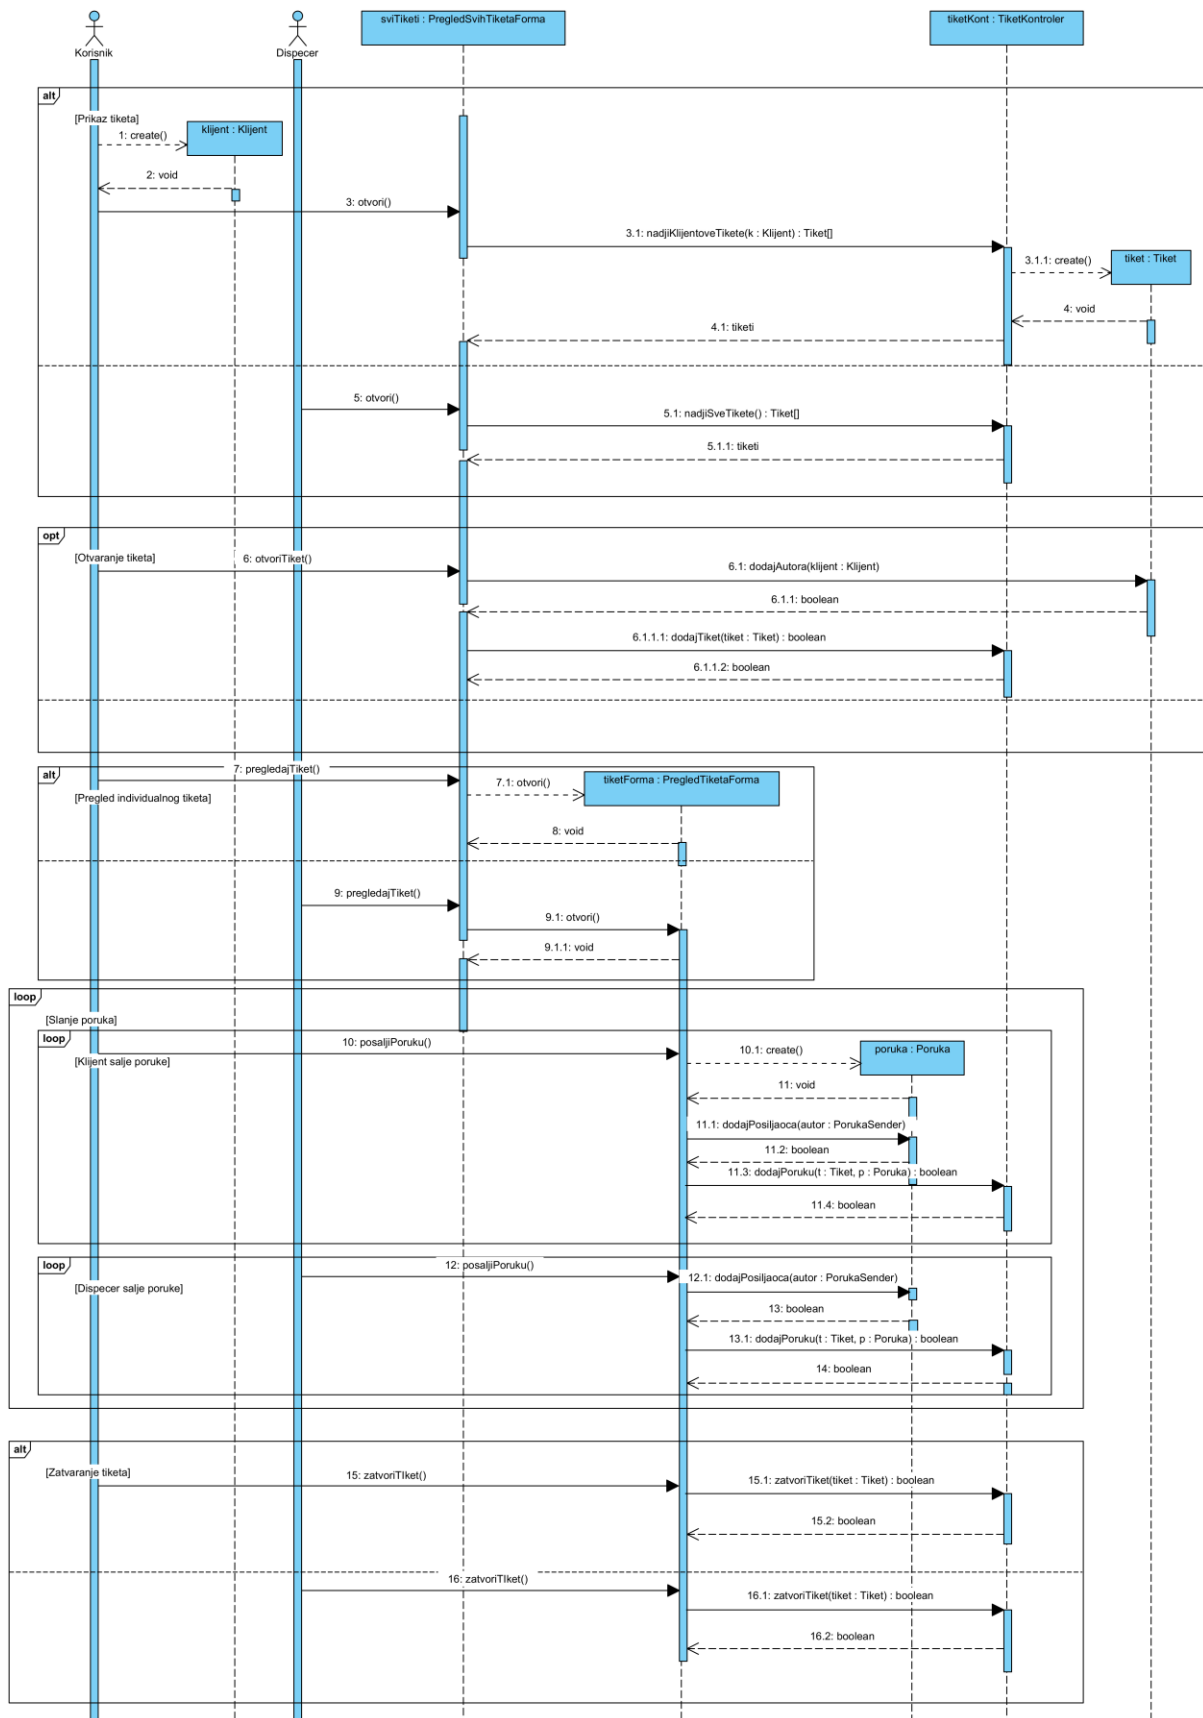 Korisnik
Dispecer
sviTiketi : PregledSvihTiketaForma
tiketKont : TiketKontroler
alt
[Prikaz tiketa]
1: create()
klijent : Klijent
2: void
3: otvori()
3.1: nadjiKlijentoveTikete(k : Klijent) : Tiket[]
3.1.1: create()
tiket : Tiket
4: void
4.1: tiketi
5: otvori()
5.1: nadjiSveTikete() : Tiket[]
5.1.1: tiketi
opt
[Otvaranje tiketa]
6: otvoriTiket()
6.1: dodajAutora(klijent : Klijent)
6.1.1: boolean
6.1.1.1: dodajTiket(tiket : Tiket) : boolean
6.1.1.2: boolean
alt
7: pregledajTiket()
[Pregled individualnog tiketa]
7.1: otvori()
tiketForma : PregledTiketaForma
8: void
9: pregledajTiket()
9.1: otvori()
9.1.1: void
loop
[Slanje poruka]
loop
10: posaljiPoruku()
[Klijent salje poruke]
10.1: create()
poruka : Poruka
11: void
11.1: dodajPosiljaoca(autor : PorukaSender)
11.2: boolean
11.3: dodajPoruku(t : Tiket, p : Poruka) : boolean
11.4: boolean
loop
12: posaljiPoruku()
[Dispecer salje poruke]
12.1: dodajPosiljaoca(autor : PorukaSender)
13: boolean
13.1: dodajPoruku(t : Tiket, p : Poruka) : boolean
14: boolean
alt
[Zatvaranje tiketa]
15: zatvoriTIket()
15.1: zatvoriTiket(tiket : Tiket) : boolean
15.2: boolean
16: zatvoriTIket()
16.1: zatvoriTiket(tiket : Tiket) : boolean
16.2: boolean